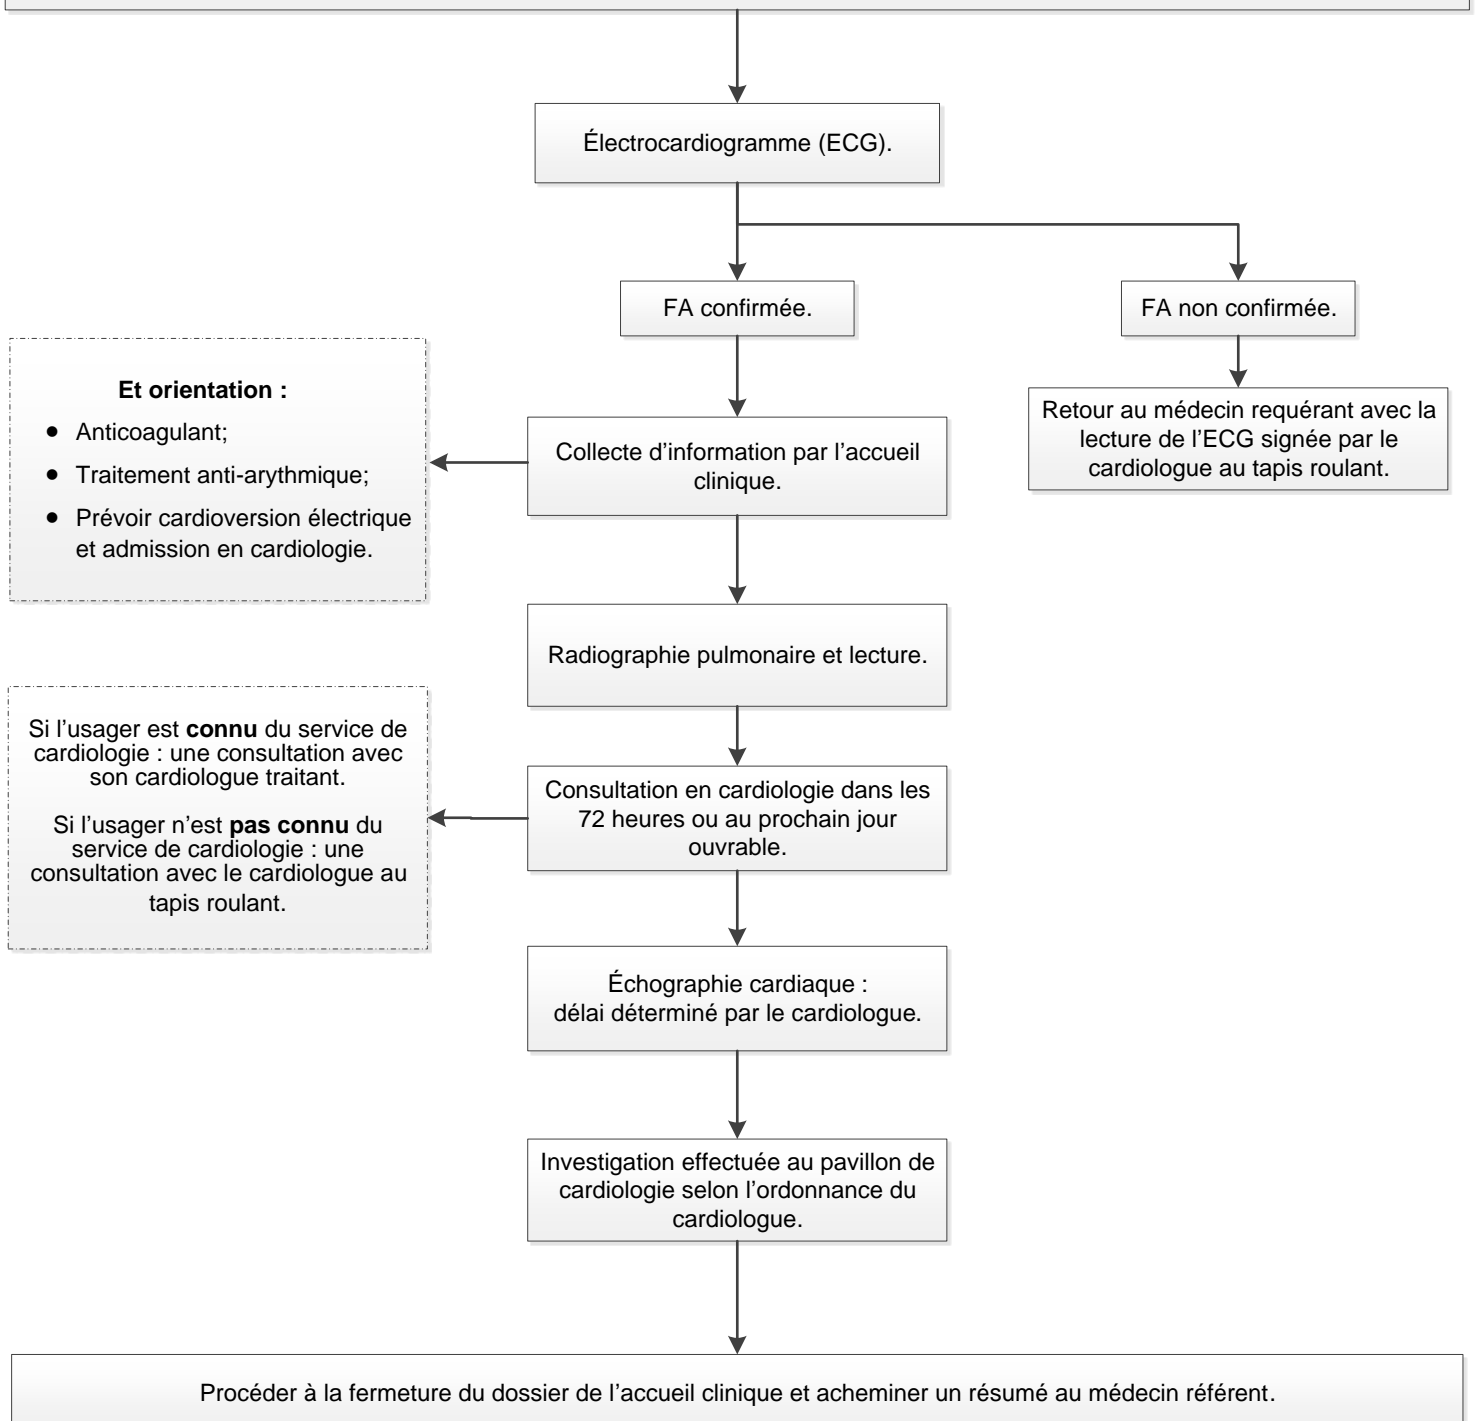 Électrocardiogramme (ECG).
FA confirmée.
FA non confirmée.
Et orientation :
● Anticoagulant;
● Traitement anti-arythmique;
● Prévoir cardioversion électrique
et admission en cardiologie.
Collecte d’information par l’accueil
clinique.
Retour au médecin requérant avec la
lecture de l’ECG signée par le
cardiologue au tapis roulant.
Radiographie pulmonaire et lecture.
Si l’usager est connu du service de
cardiologie : une consultation avec
son cardiologue traitant.
Si l’usager n’est pas connu du
service de cardiologie : une
consultation avec le cardiologue au
tapis roulant.
Consultation en cardiologie dans les
72 heures ou au prochain jour
ouvrable.
Échographie cardiaque :
délai déterminé par le cardiologue.
Investigation effectuée au pavillon de
cardiologie selon l’ordonnance du
cardiologue.
Procéder à la fermeture du dossier de l’accueil clinique et acheminer un résumé au médecin référent.